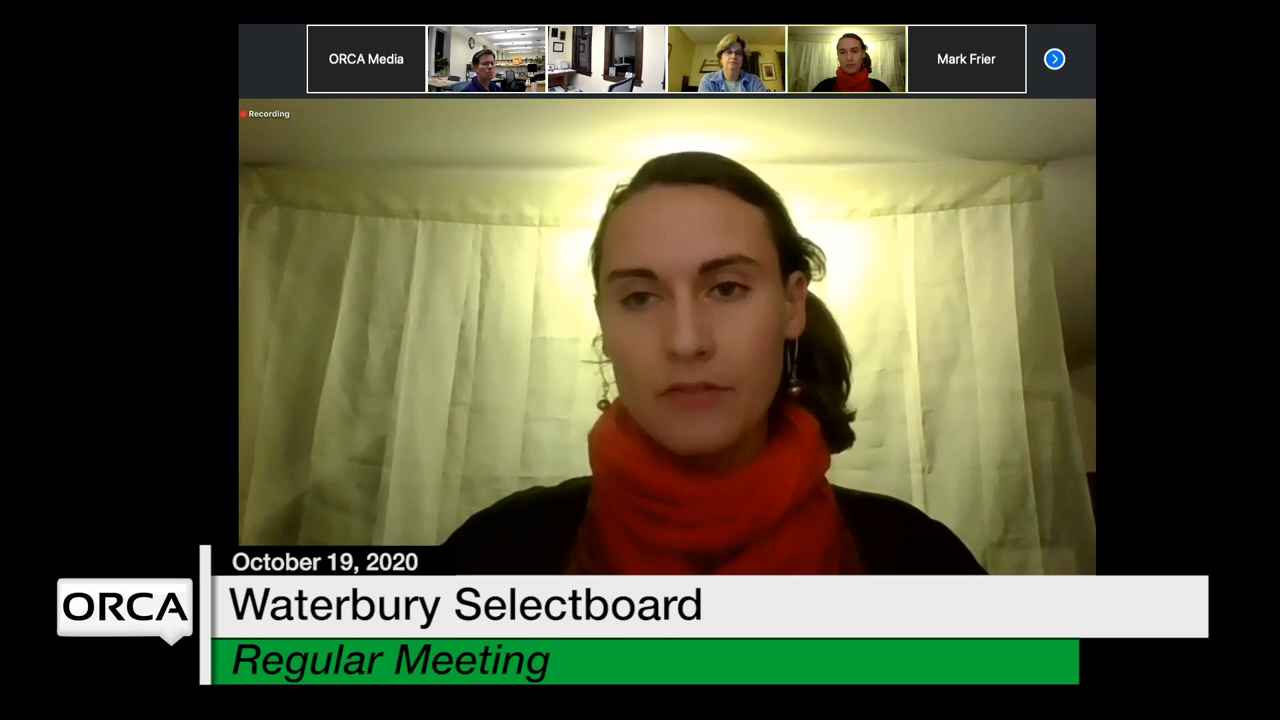 ORCA Media
Mark Frier
Recording
October 19, 2020
ORCA
Waterbury Selectboard
Regular Meeting